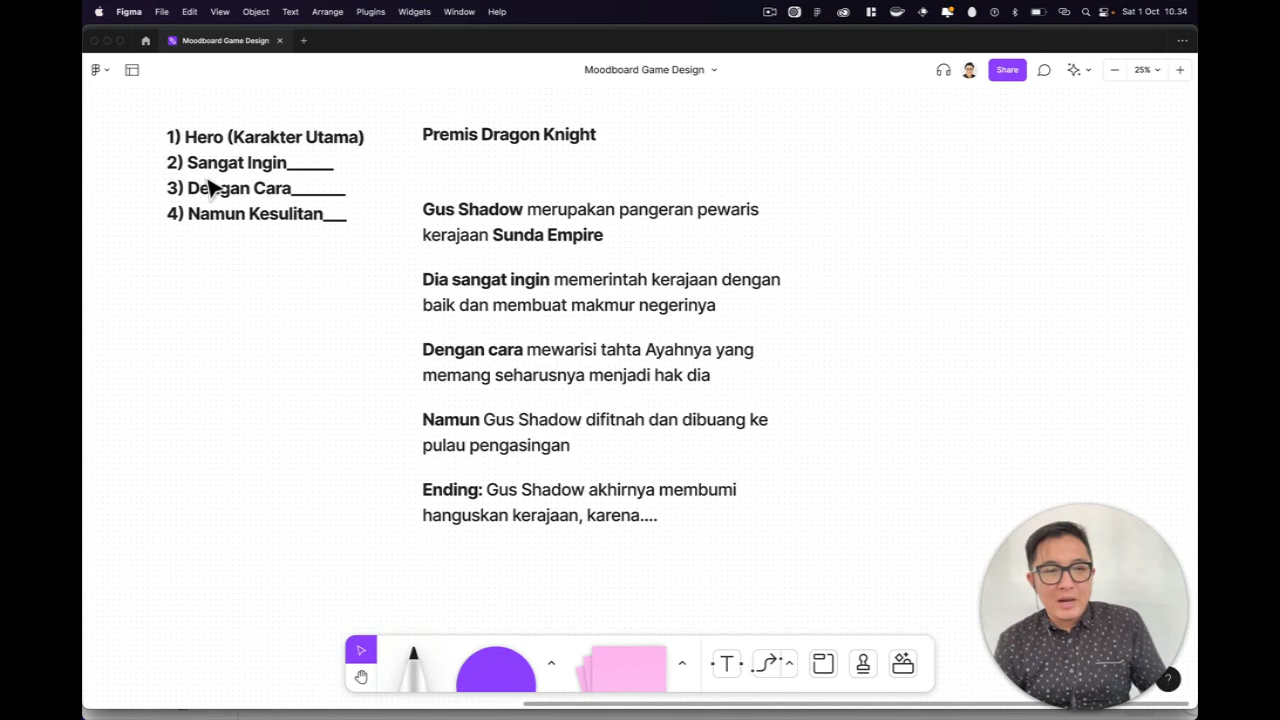 Figma File Edit View Object Text Arrange Plugins Widgets Window Help Sat 1 Oct 10.34
Moodboard Game Design
Moodboard Game Design
Share
25%
1) Hero (Karakter Utama)
2) Sangat Ingin______
3) Dengan Cara_______
4) Namun Kesulitan___
Premis Dragon Knight
Gus Shadow merupakan pangeran pewaris
kerajaan Sunda Empire
Dia sangat ingin memerintah kerajaan dengan
baik dan membuat makmur negerinya
Dengan cara mewarisi tahta Ayahnya yang
memang seharusnya menjadi hak dia
Namun Gus Shadow difitnah dan dibuang ke
pulau pengasingan
Ending: Gus Shadow akhirnya membumi
hanguskan kerajaan, karena....
T
?